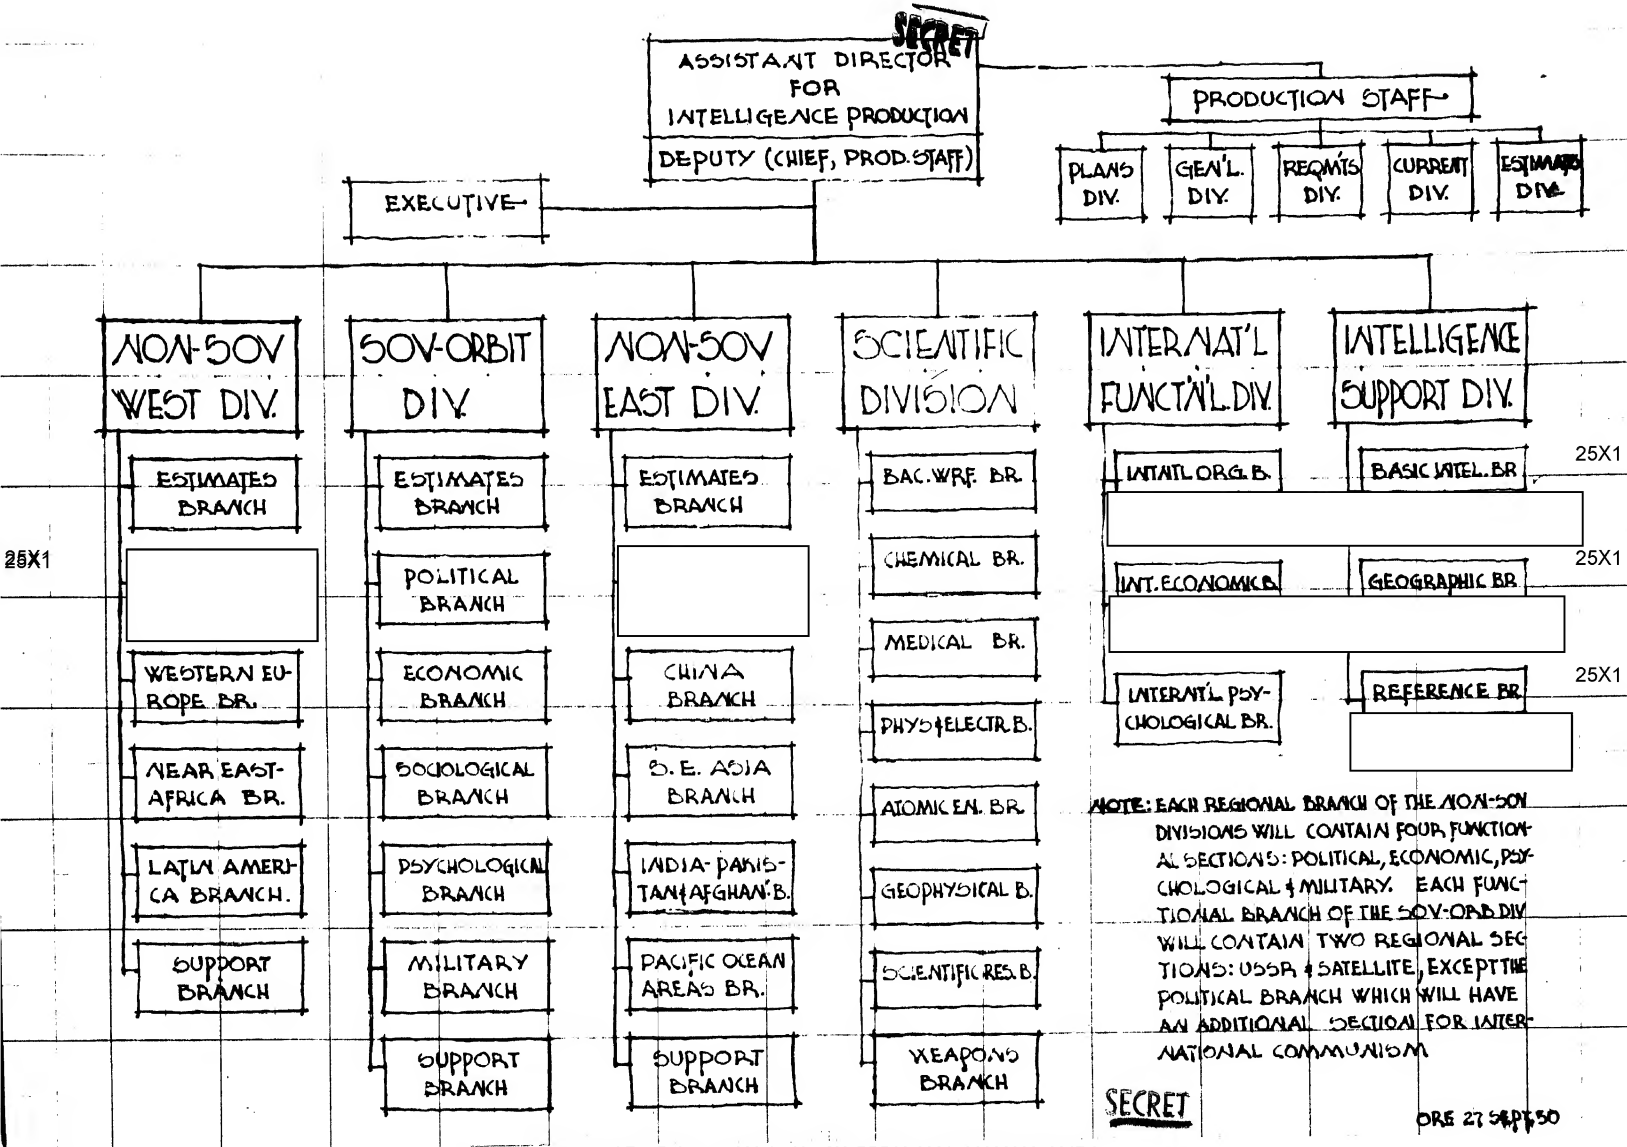 SECRET
ASSISTANT DIRECTOR
FOR
INTELLIGENCE PRODUCTION
DEPUTY (CHIEF, PROD. STAFF)
PRODUCTION STAFF
PLANS
DIV.
GEN'L.
DIV.
REQM'TS
DIV.
CURRENT
DIV.
ESTIMATES
DIV.
EXECUTIVE
NON-SOV
WEST DIV.
SOV-ORBIT
DIV.
NON-SOV
EAST DIV.
SCIENTIFIC
DIVISION
INTERNAT'L
FUNCT'N'L. DIV.
INTELLIGENCE
SUPPORT DIV.
ESTIMATES
BRANCH
25X1
WESTERN EU-
ROPE BR.
NEAR EAST-
AFRICA BR.
LATIN AMERI-
CA BRANCH.
SUPPORT
BRANCH
ESTIMATES
BRANCH
POLITICAL
BRANCH
ECONOMIC
BRANCH
SOCIOLOGICAL
BRANCH
PSYCHOLOGICAL
BRANCH
MILITARY
BRANCH
SUPPORT
BRANCH
ESTIMATES
BRANCH
CHINA
BRANCH
S. E. ASIA
BRANCH
INDIA-PAKIS-
TAN & AFGHAN. B.
PACIFIC OCEAN
AREAS BR.
SUPPORT
BRANCH
BAC. WRF. BR.
CHEMICAL BR.
MEDICAL BR.
PHYS & ELECTR. B.
ATOMIC EN. BR.
GEOPHYSICAL B.
SCIENTIFIC RES. B.
WEAPONS
BRANCH
INTNTL ORG. B.
INT. ECONOMIC B.
INTERNT'L PSY-
CHOLOGICAL BR.
BASIC INTEL. BR
25X1
GEOGRAPHIC BR
25X1
REFERENCE BR
25X1
NOTE: EACH REGIONAL BRANCH OF THE NON-SOV
DIVISIONS WILL CONTAIN FOUR FUNCTION-
AL SECTIONS: POLITICAL, ECONOMIC, PSY-
CHOLOGICAL & MILITARY. EACH FUNC-
TIONAL BRANCH OF THE SOV-ORB DIV
WILL CONTAIN TWO REGIONAL SEC-
TIONS: USSR & SATELLITE, EXCEPT THE
POLITICAL BRANCH WHICH WILL HAVE
AN ADDITIONAL SECTION FOR INTER-
NATIONAL COMMUNISM
SECRET
ORE 27 SEPT. 50